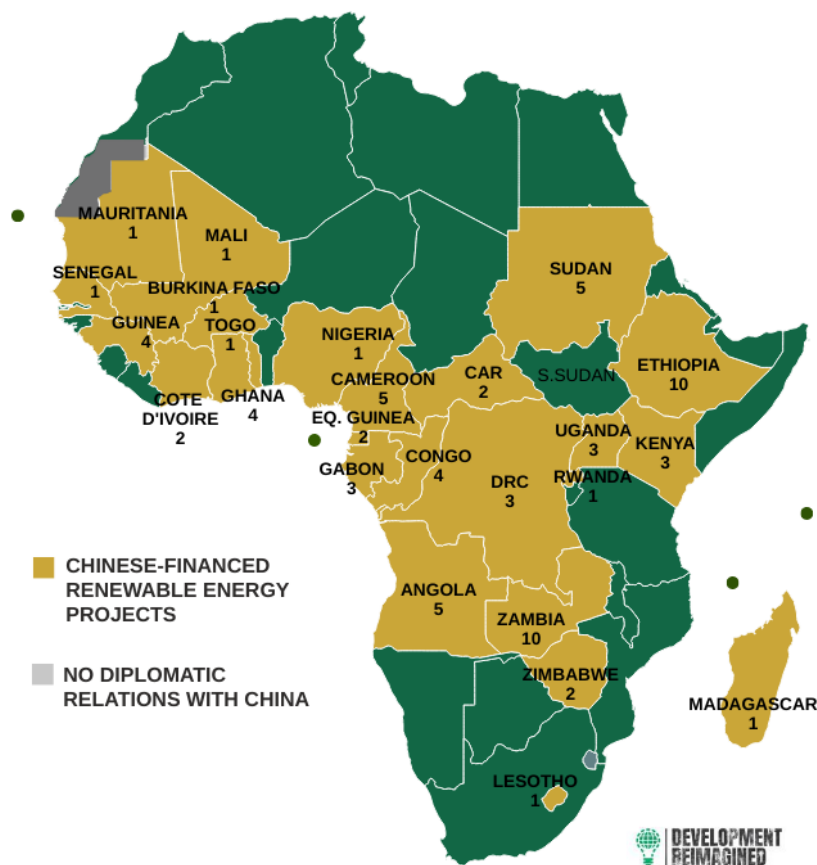 MAURITANIA
1
MALI
1
SENEGAL
1
BURKINA FASO
1
GUINEA
4
TOGO
1
COTE
D'IVOIRE
2
GHANA
4
NIGERIA
1
CAMEROON
5
EQ. GUINEA
2
GABON
3
CONGO
4
CAR
2
SUDAN
5
S.SUDAN
ETHIOPIA
10
UGANDA
3
KENYA
3
RWANDA
1
DRC
3
ANGOLA
5
ZAMBIA
10
ZIMBABWE
2
MADAGASCAR
1
LESOTHO
1
CHINESE-FINANCED
RENEWABLE ENERGY
PROJECTS
NO DIPLOMATIC
RELATIONS WITH CHINA
DEVELOPMENT
REIMAGINED